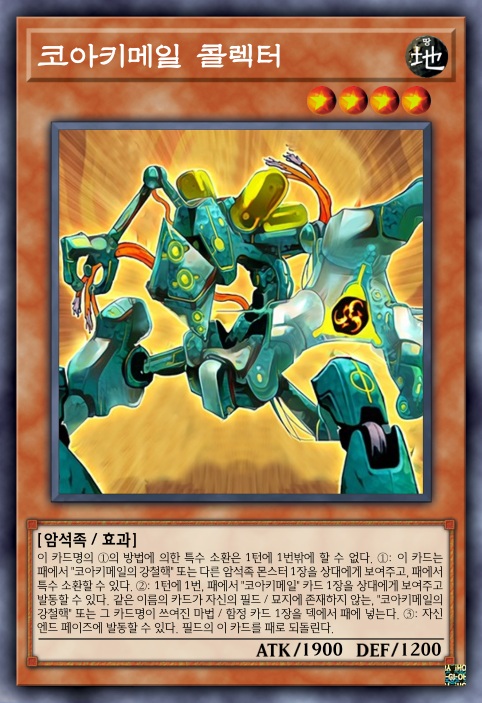 코아키메일 콜렉터
땅
地
[암석족 / 효과]
이 카드명의 ①의 방법에 의한 특수 소환은 1턴에 1번밖에 할 수 없다. ①: 이 카드는
패에서 "코아키메일의 강철핵" 또는 다른 암석족 몬스터 1장을 상대에게 보여주고, 패에서
특수 소환할 수 있다. ②: 1턴에 1번, 패에서 "코아키메일" 카드 1장을 상대에게 보여주고
발동할 수 있다. 같은 이름의 카드가 자신의 필드 / 묘지에 존재하지 않는, "코아키메일의
강철핵" 또는 그 카드명이 쓰여진 마법 / 함정 카드 1장을 덱에서 패에 넣는다. ③: 자신
엔드 페이즈에 발동할 수 있다. 필드의 이 카드를 패로 되돌린다.
ATK/1900 DEF/1200